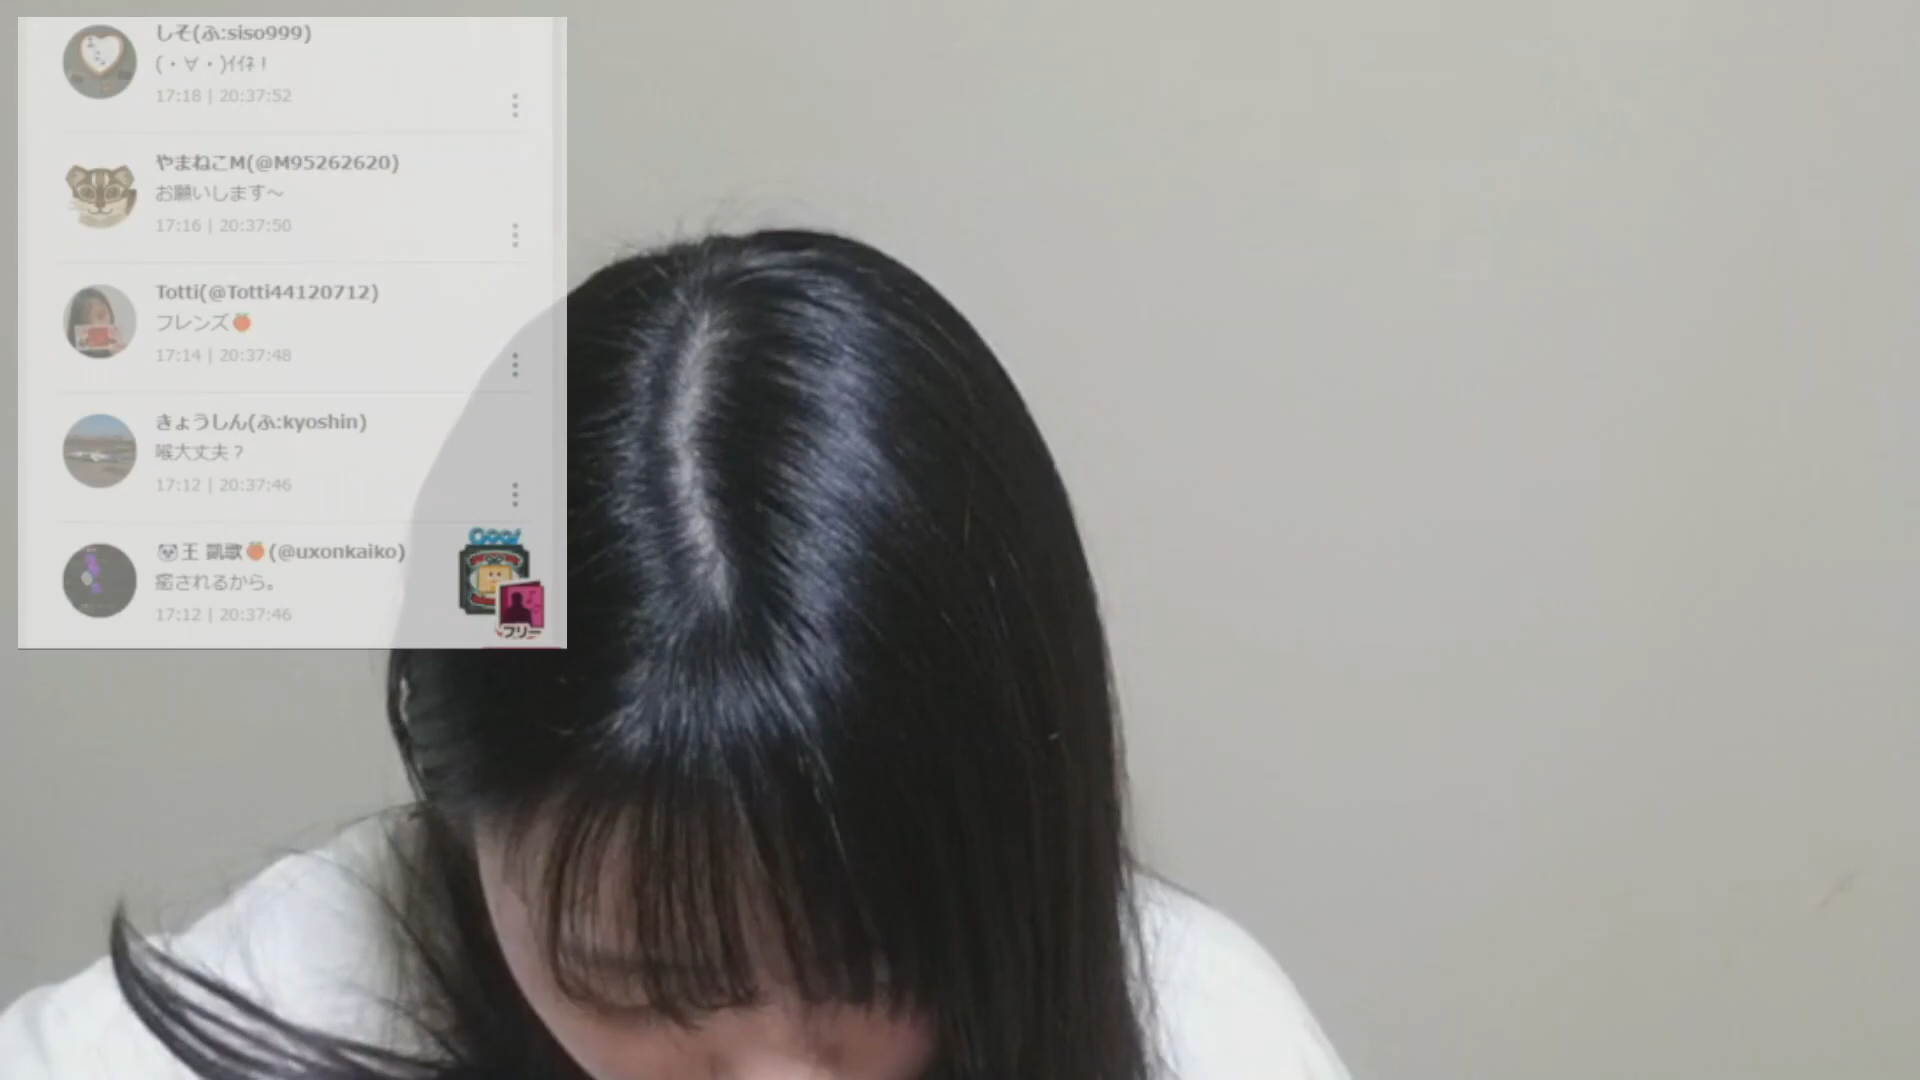 しそ(ふ:siso999)
(・∀・)ｲｲﾈ！
17:18 | 20:37:52
やまねこM(@M95262620)
お願いします～
17:16 | 20:37:50
Totti(@Totti44120712)
フレンズ🍑
17:14 | 20:37:48
きょうしん(ふ:kyoshin)
喉大丈夫？
17:12 | 20:37:46
🐼王 凱歌🍑(@uxonkaiko)
癒されるから。
17:12 | 20:37:46
フリー